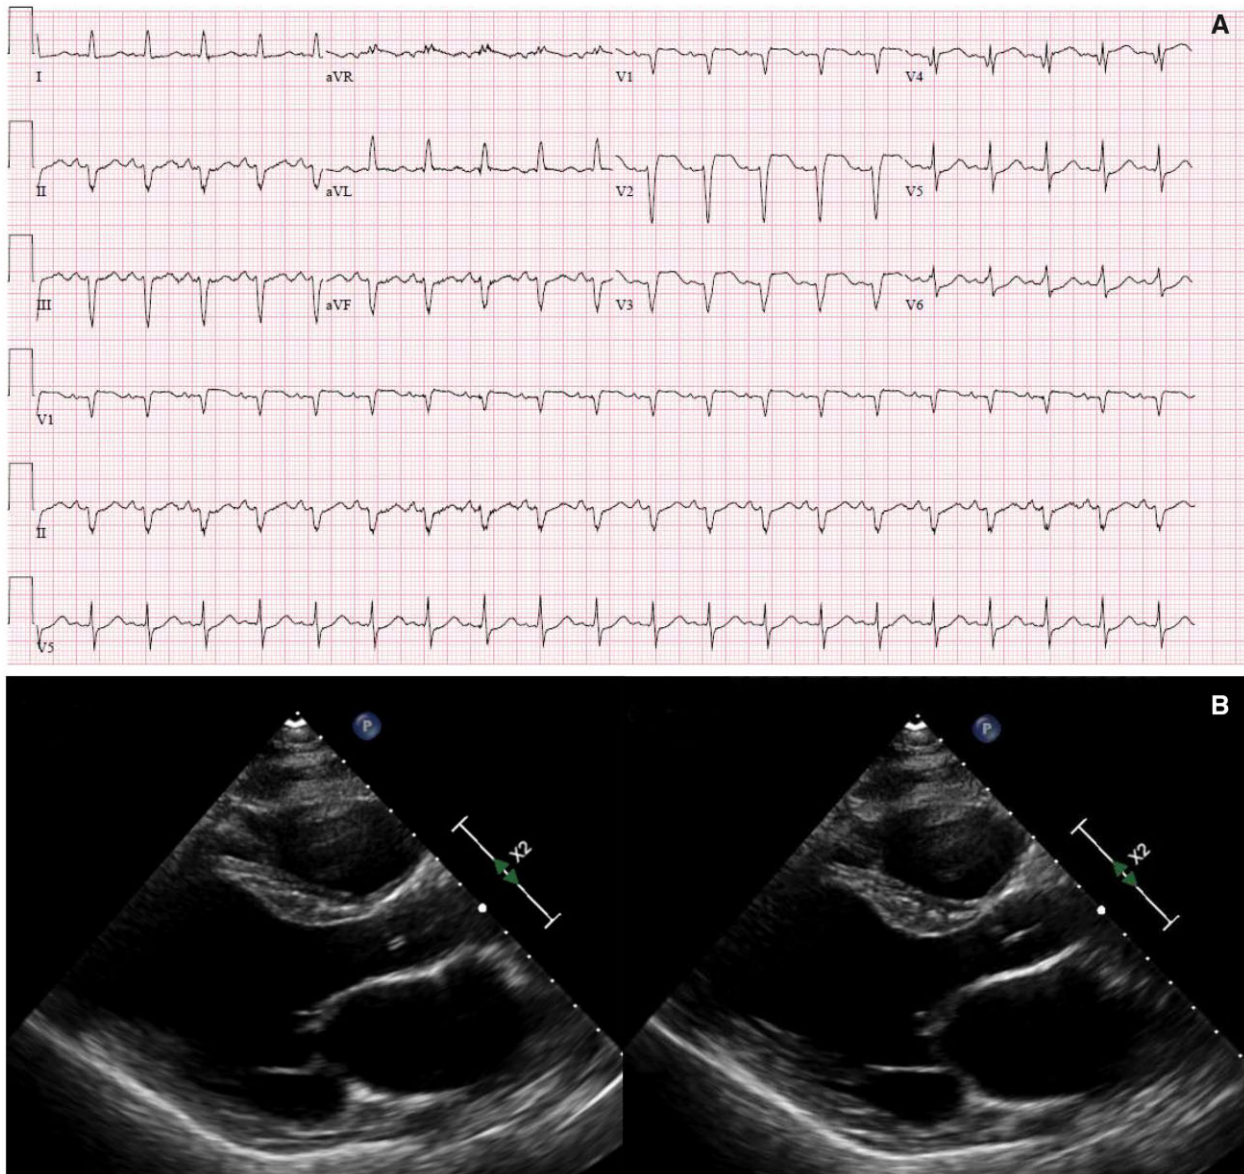 A
I aVR V1 V4
II aVL V2 V5
III aVF V3 V6
V1
II
V5
B
P P
X2 X2